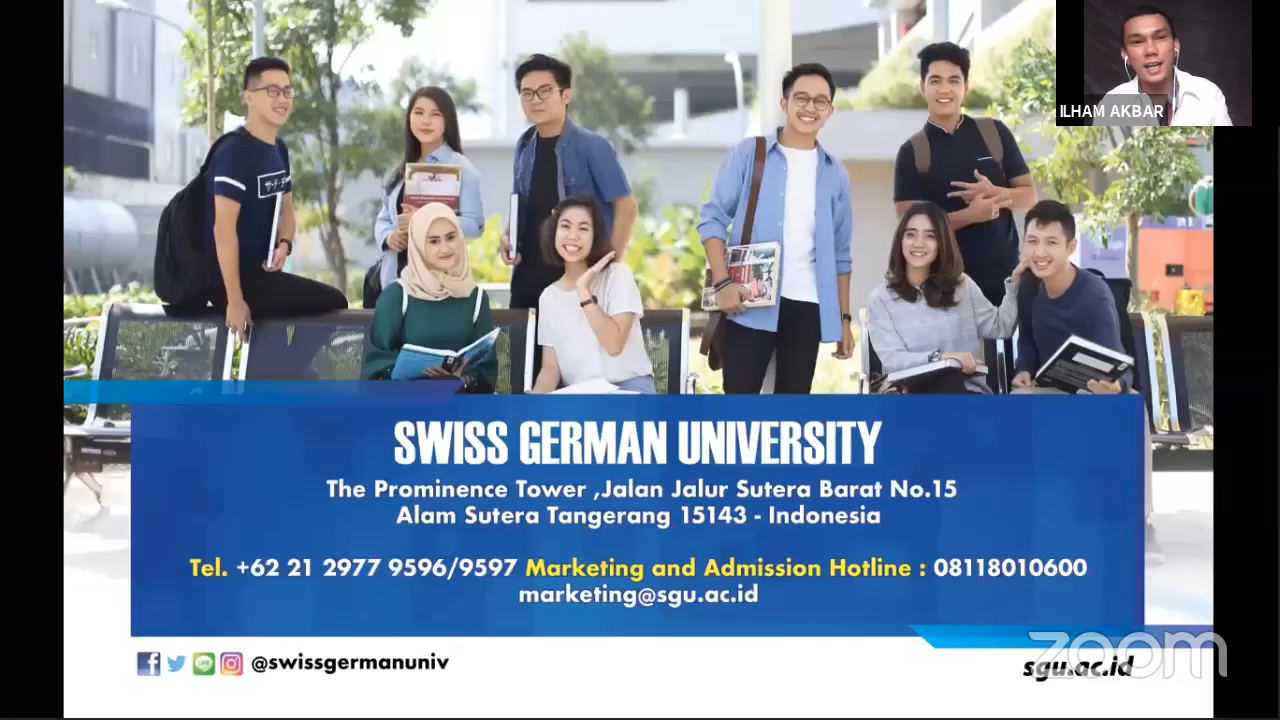 ILHAM AKBAR
SWISS GERMAN UNIVERSITY
The Prominence Tower ,Jalan Jalur Sutera Barat No.15
Alam Sutera Tangerang 15143 - Indonesia
Tel. +62 21 2977 9596/9597 Marketing and Admission Hotline : 08118010600
marketing@sgu.ac.id
@swissgermanuniv
sgu.ac.id
zoom